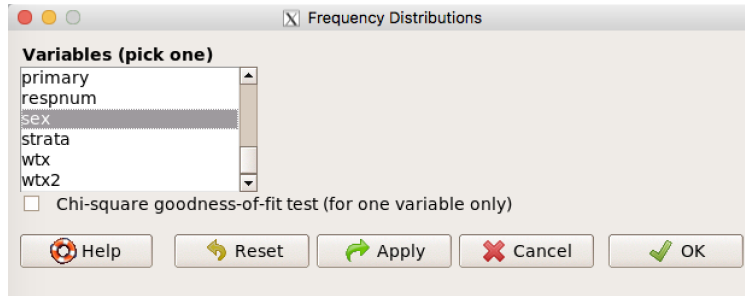 Frequency Distributions
Variables (pick one)
primary
respnum
sex
strata
wtx
wtx2
Chi-square goodness-of-fit test (for one variable only)
Help Reset Apply Cancel OK